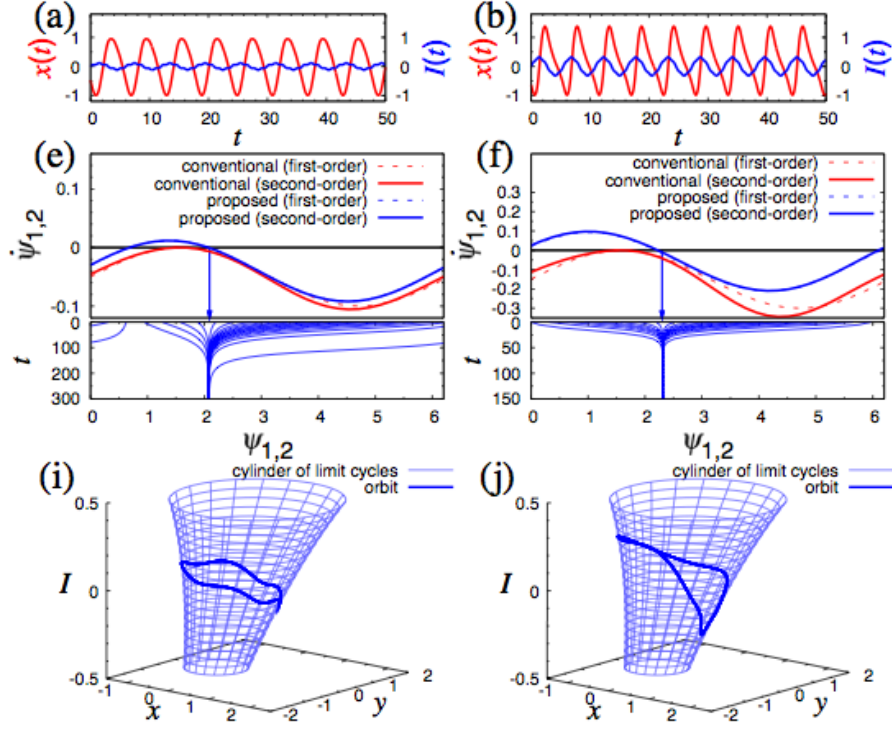 (a)
x(t)
1
0
-1
0 10 20 30 40 50
t
1
0
-1
I(t)
(b)
x(t)
1
0
-1
0 10 20 30 40 50
t
1
0
-1
I(t)
(e)
conventional (first-order)
conventional (second-order)
proposed (first-order)
proposed (second-order)
ψ̇1,2
0.1
0
-0.1
t
0
100
200
300
0 1 2 3 4 5 6
ψ1,2
(f)
conventional (first-order)
conventional (second-order)
proposed (first-order)
proposed (second-order)
ψ̇1,2
0.3
0.2
0.1
0
-0.1
-0.2
-0.3
t
0
50
100
150
0 1 2 3 4 5 6
ψ1,2
(i)
cylinder of limit cycles
orbit
I
0.5
0
-0.5
-1 0 1 2
x
-2 -1 0 1 2
y
(j)
cylinder of limit cycles
orbit
I
0.5
0
-0.5
-1 0 1 2
x
-2 -1 0 1 2
y